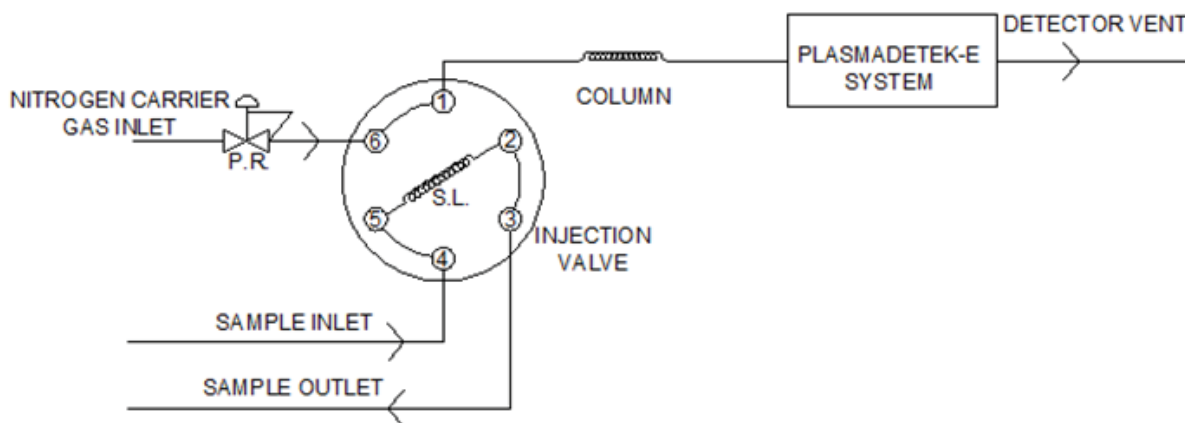 DETECTOR VENT
PLASMADETEK-E
SYSTEM
COLUMN
NITROGEN CARRIER
GAS INLET
P.R.
1
6
2
S.L.
5
3
4
INJECTION
VALVE
SAMPLE INLET
SAMPLE OUTLET